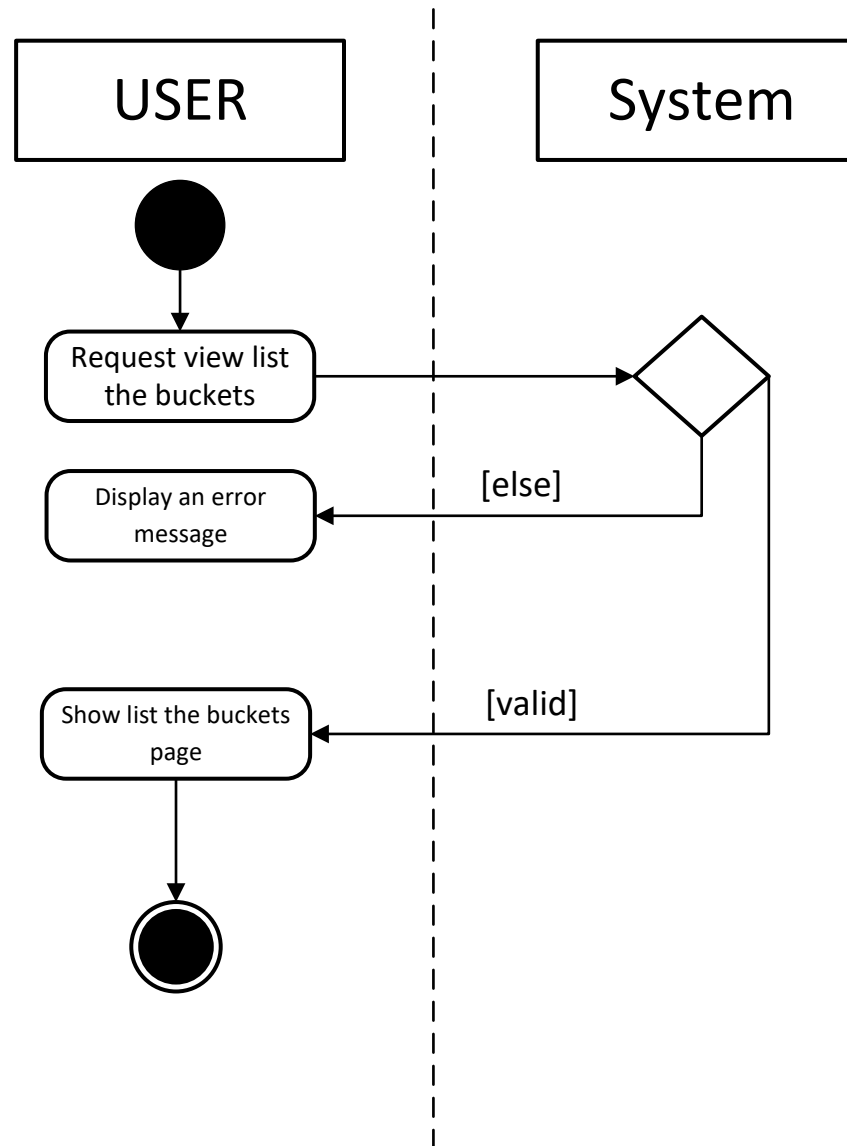 USER
System
Request view list
the buckets
[else]
Display an error
message
[valid]
Show list the buckets
page